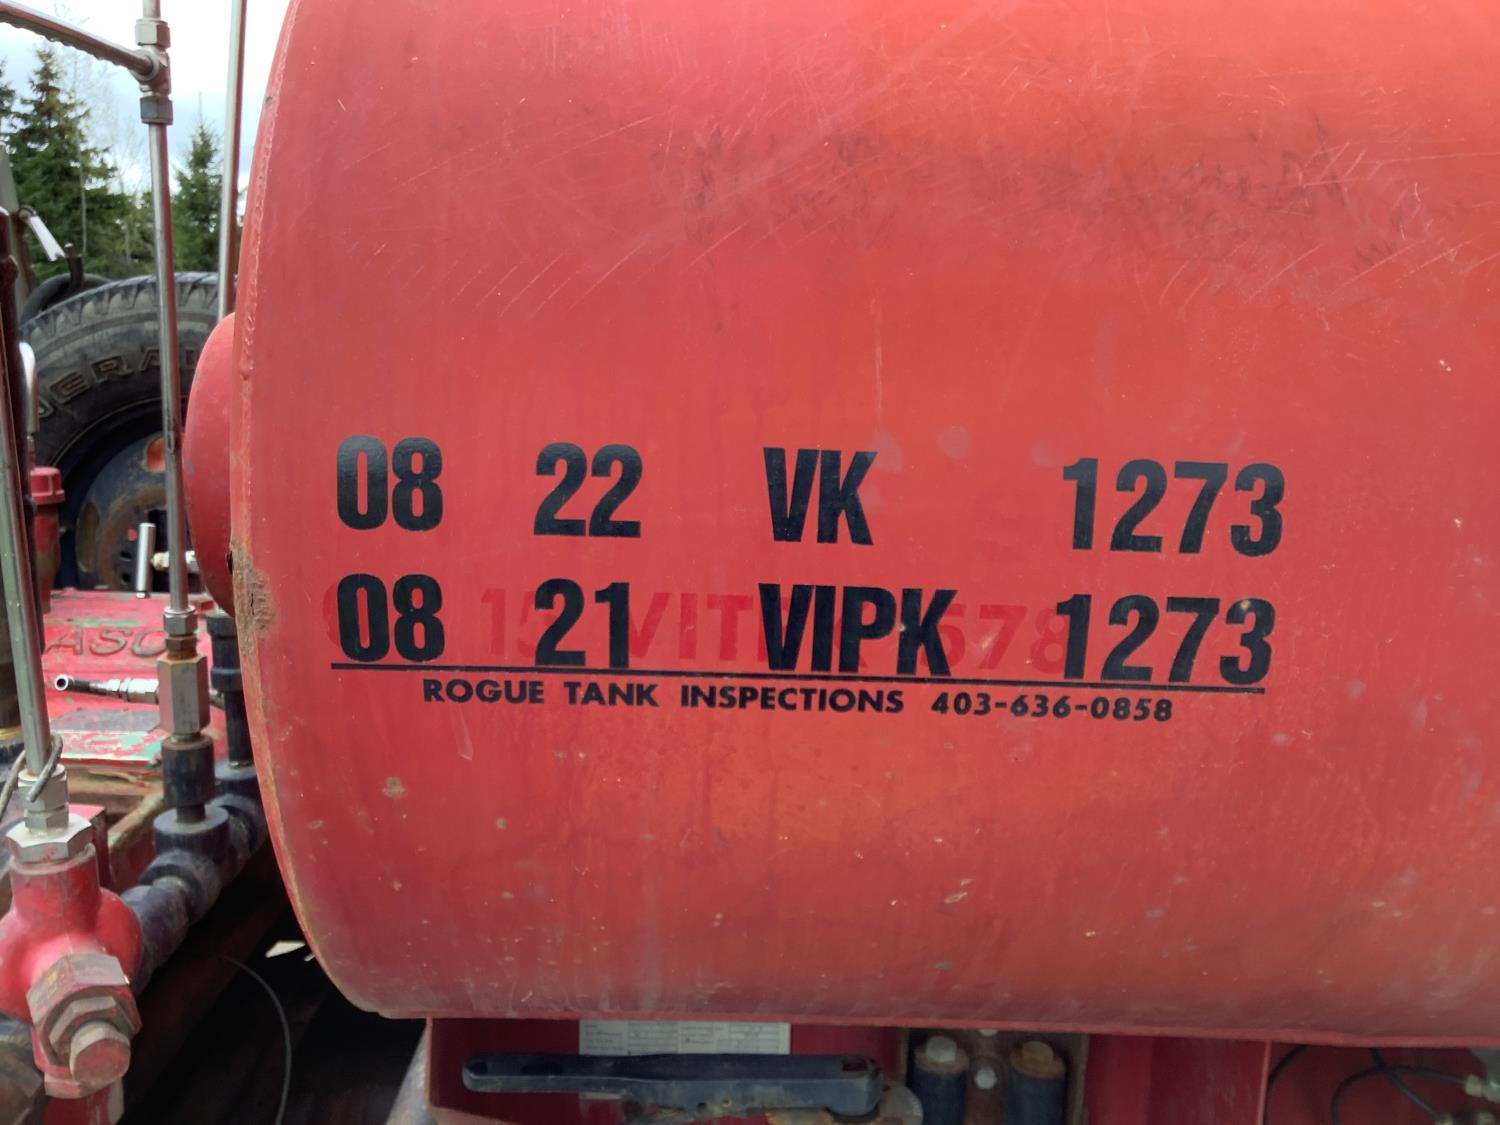 08 22 VK 1273
08 21 VIPK 1273
ROGUE TANK INSPECTIONS 403-636-0858